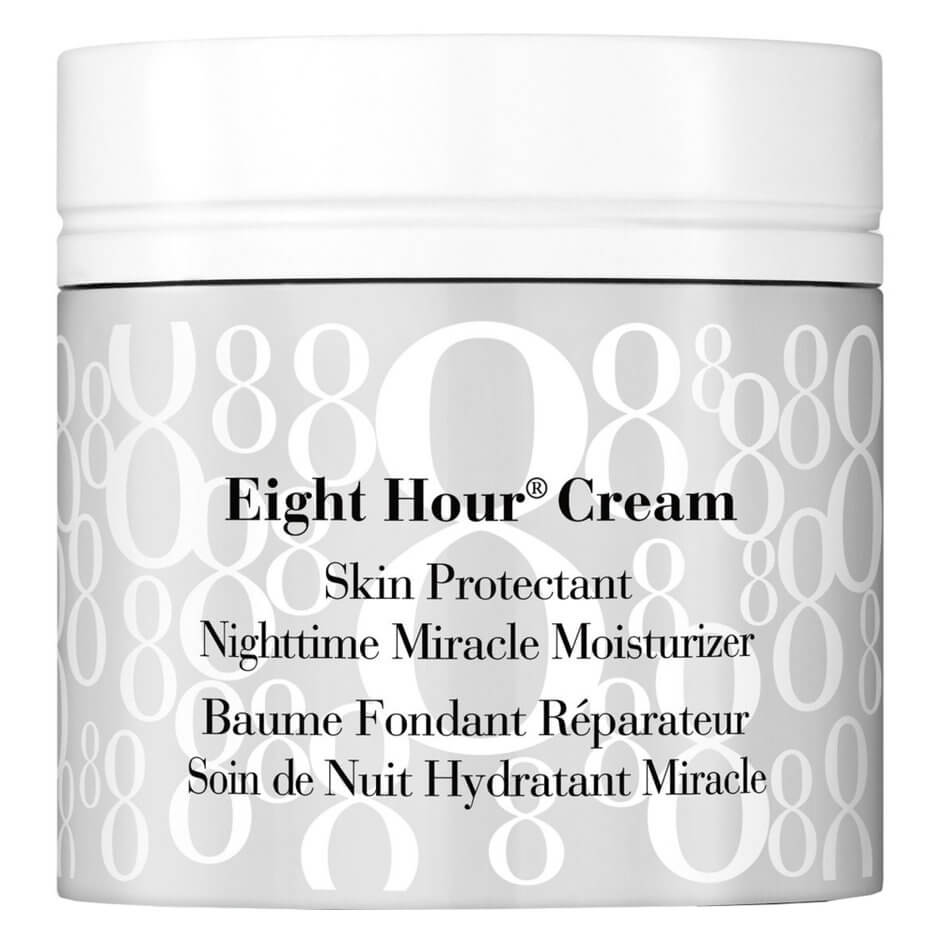 Eight Hour® Cream
Skin Protectant
Nighttime Miracle Moisturizer
Baume Fondant Réparateur
Soin de Nuit Hydratant Miracle